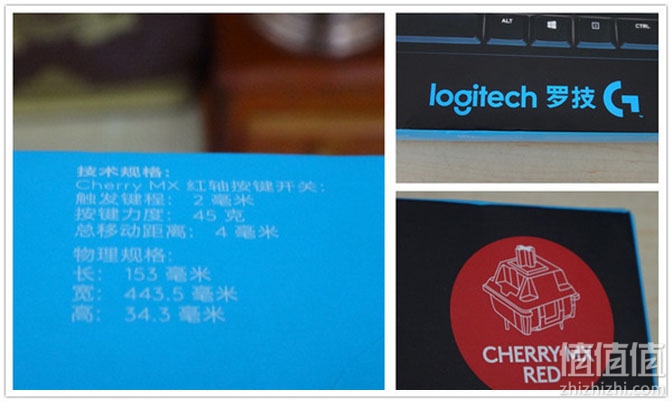 技术规格:
Cherry MX 红轴按键开关:
触发键程: 2 毫米
按键力度: 45 克
总移动距离: 4 毫米
物理规格:
长: 153 毫米
宽: 443.5 毫米
高: 34.3 毫米
ALT
CTRL
logitech 罗技 G
CHERRY MX
RED
值值值
zhizhizhi.com